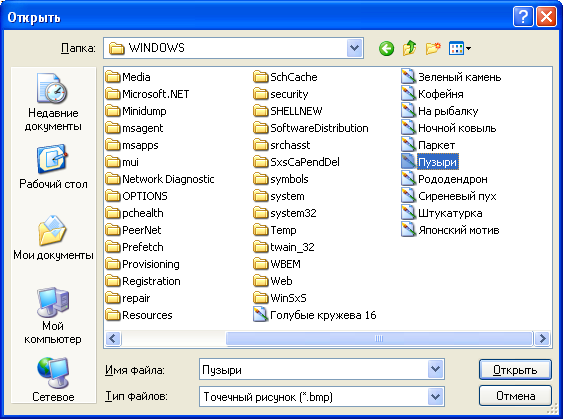 Открыть
Папка:
WINDOWS
Недавние
документы
Рабочий стол
Мои документы
Мой
компьютер
Сетевое
Media
Microsoft.NET
Minidump
msagent
msapps
mui
Network Diagnostic
OPTIONS
pchealth
PeerNet
Prefetch
Provisioning
Registration
repair
Resources
SchCache
security
SHELLNEW
SoftwareDistribution
srchasst
SxsCaPendDel
symbols
system
system32
Temp
twain_32
WBEM
Web
WinSxS
Голубые кружева 16
Зеленый камень
Кофейня
На рыбалку
Ночной ковыль
Паркет
Пузыри
Рододендрон
Сиреневый пух
Штукатурка
Японский мотив
Имя файла:
Пузыри
Открыть
Тип файлов:
Точечный рисунок (*.bmp)
Отмена